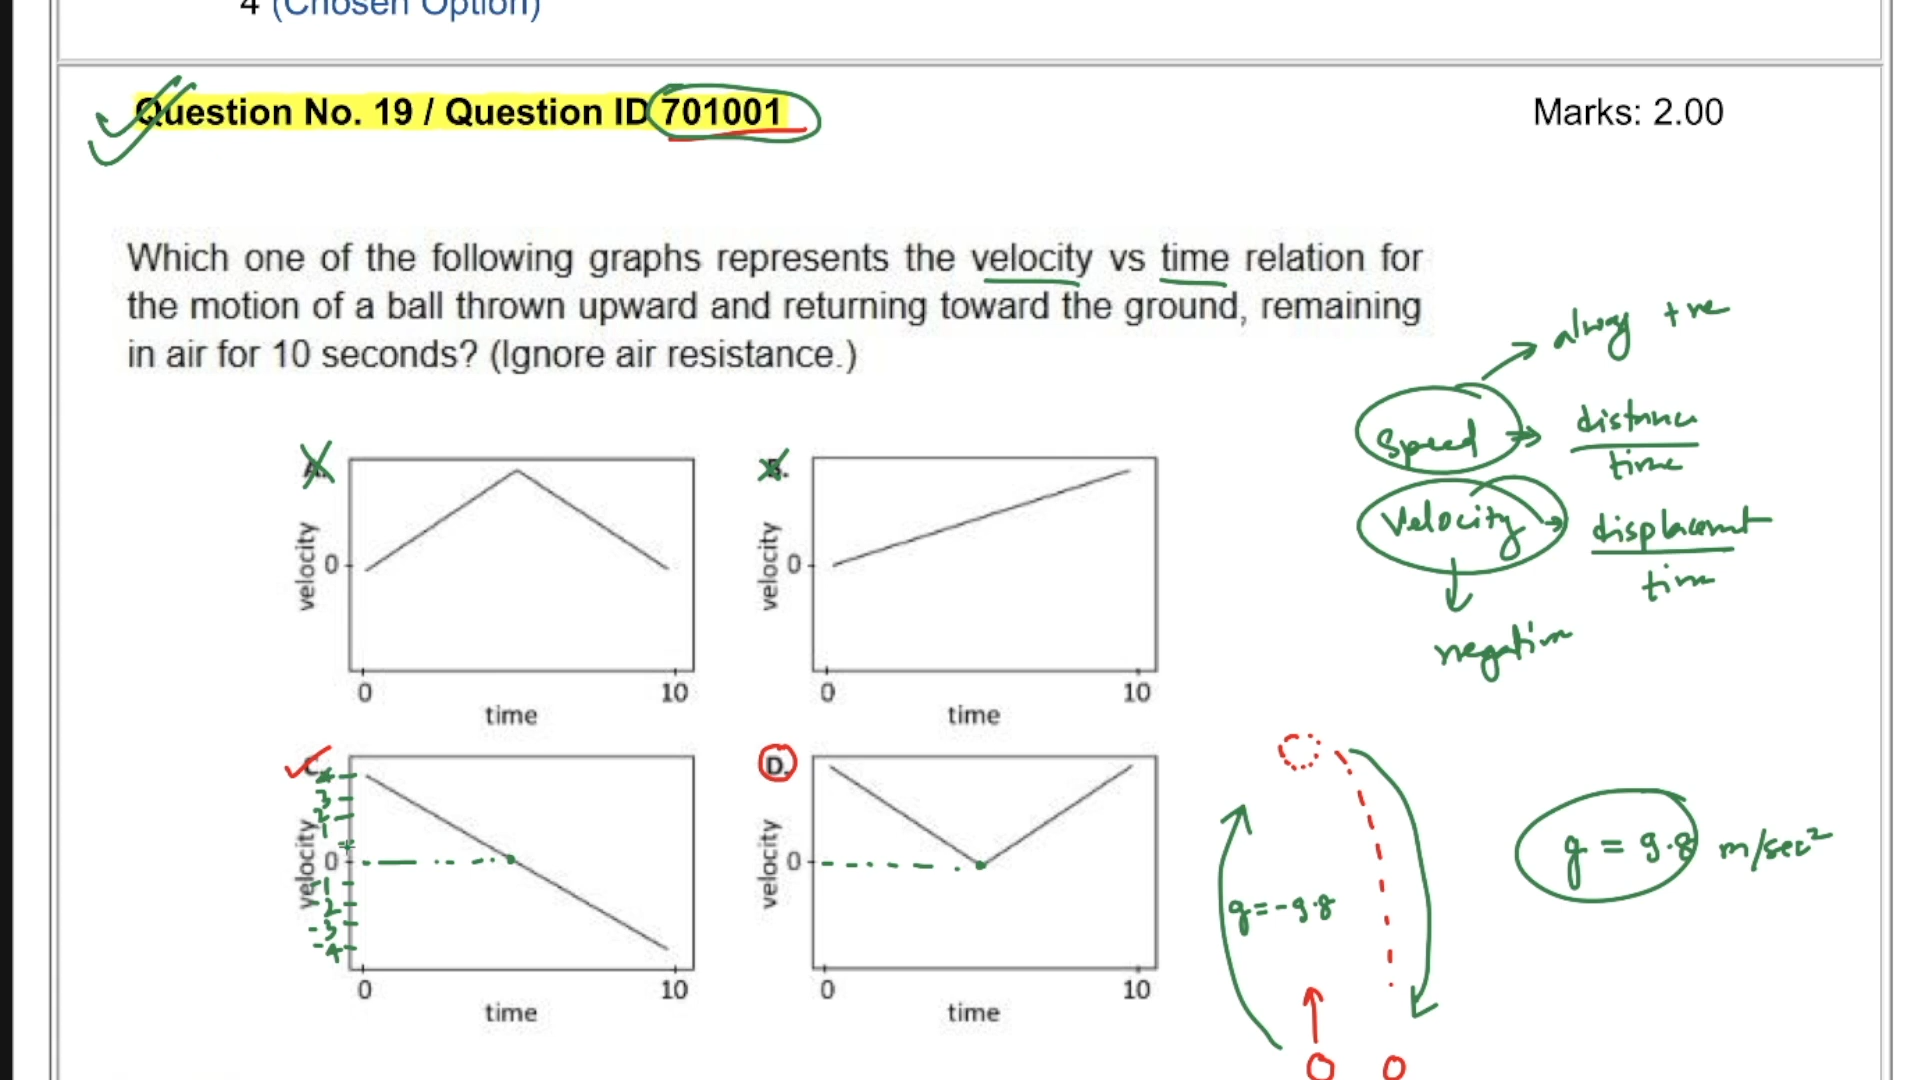 4 (Chosen Option)
Question No. 19 / Question ID 701001
Marks: 2.00
Which one of the following graphs represents the velocity vs time relation for
the motion of a ball thrown upward and returning toward the ground, remaining
in air for 10 seconds? (Ignore air resistance.)
alway +ve
Speed
distance
time
Velocity
displacement
time
negative
A.
velocity
0
0
10
time
B.
velocity
0
0
10
time
C.
4
3
2
1
velocity
0
-1
-2
-3
-4
0
10
time
D.
velocity
0
0
10
time
g=-9.8
g = 9.8 m/sec²